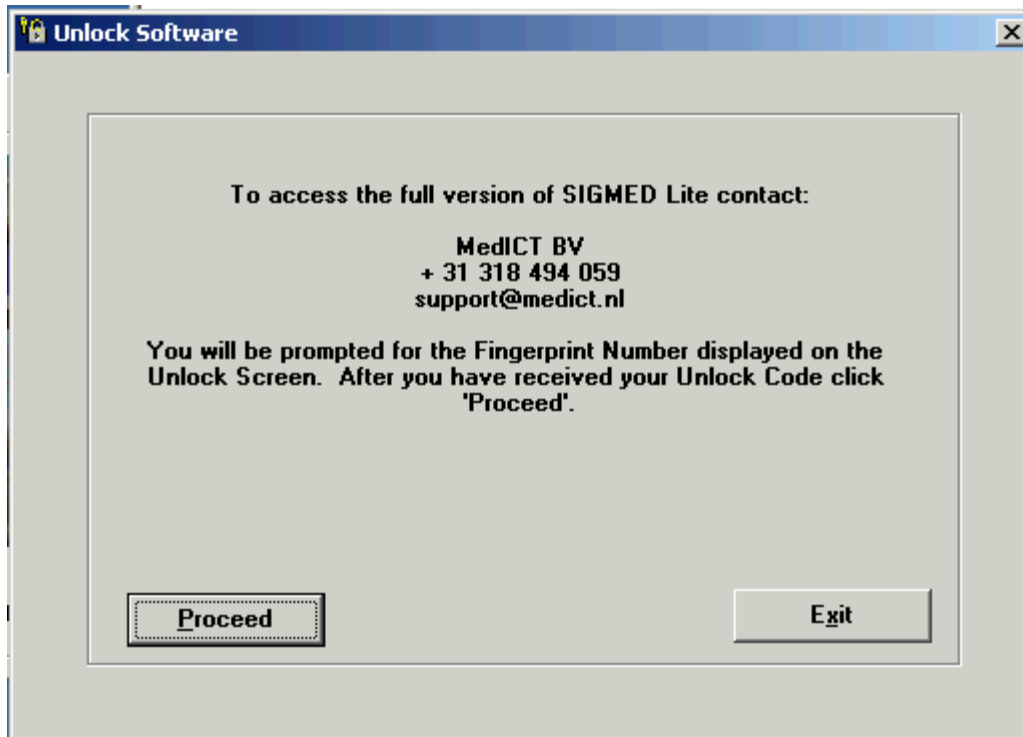 Unlock Software
To access the full version of SIGMED Lite contact:
MedICT BV
+ 31 318 494 059
support@medict.nl
You will be prompted for the Fingerprint Number displayed on the
Unlock Screen.  After you have received your Unlock Code click
'Proceed'.
Proceed
Exit